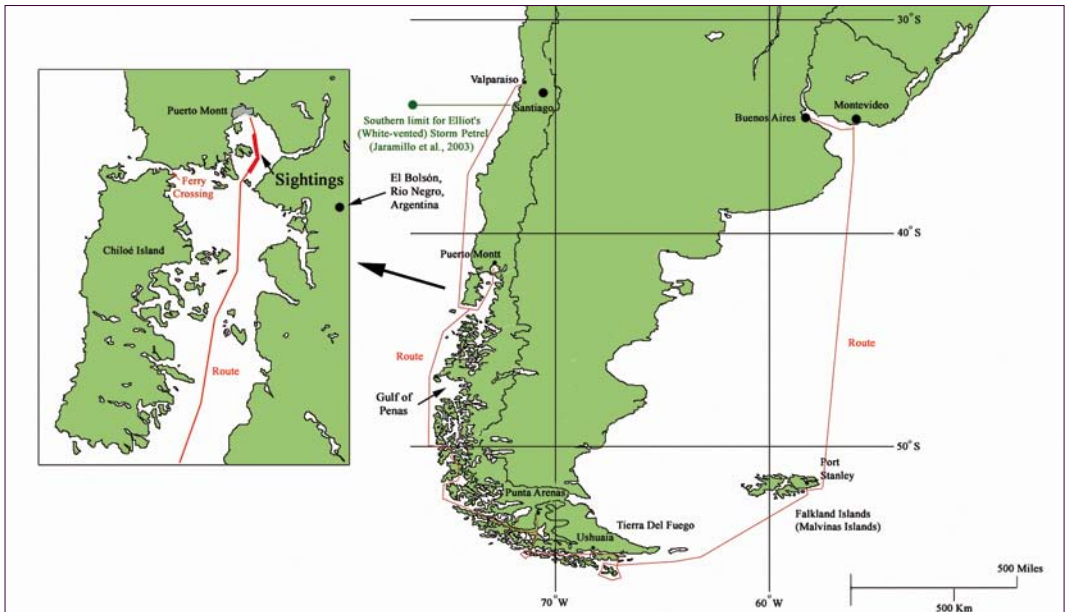 Puerto Montt
Sightings
Ferry
Crossing
El Bolsón,
Rio Negro,
Argentina
Chiloé Island
Route
30°S
Valparaiso
Santiago
Southern limit for Elliot's
(White-vented) Storm Petrel
(Jaramillo et al., 2003)
Buenos Aires
Montevideo
40°S
Puerto Montt
Route
Route
Gulf of
Penas
50°S
Port
Stanley
Punta Arenas
Falkland Islands
(Malvinas Islands)
Tierra Del Fuego
Ushuaia
70°W
60°W
500 Miles
500 Km